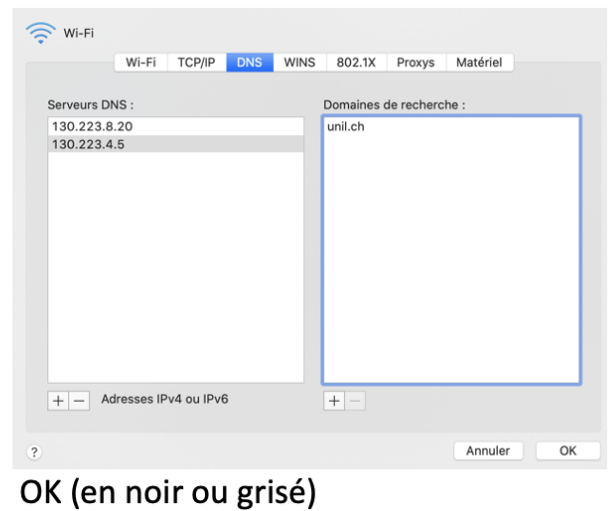 Wi-Fi
Wi-Fi TCP/IP DNS WINS 802.1X Proxys Matériel
Serveurs DNS : Domaines de recherche :
130.223.8.20 unil.ch
130.223.4.5
+ − Adresses IPv4 ou IPv6 + −
? Annuler OK
OK (en noir ou grisé)